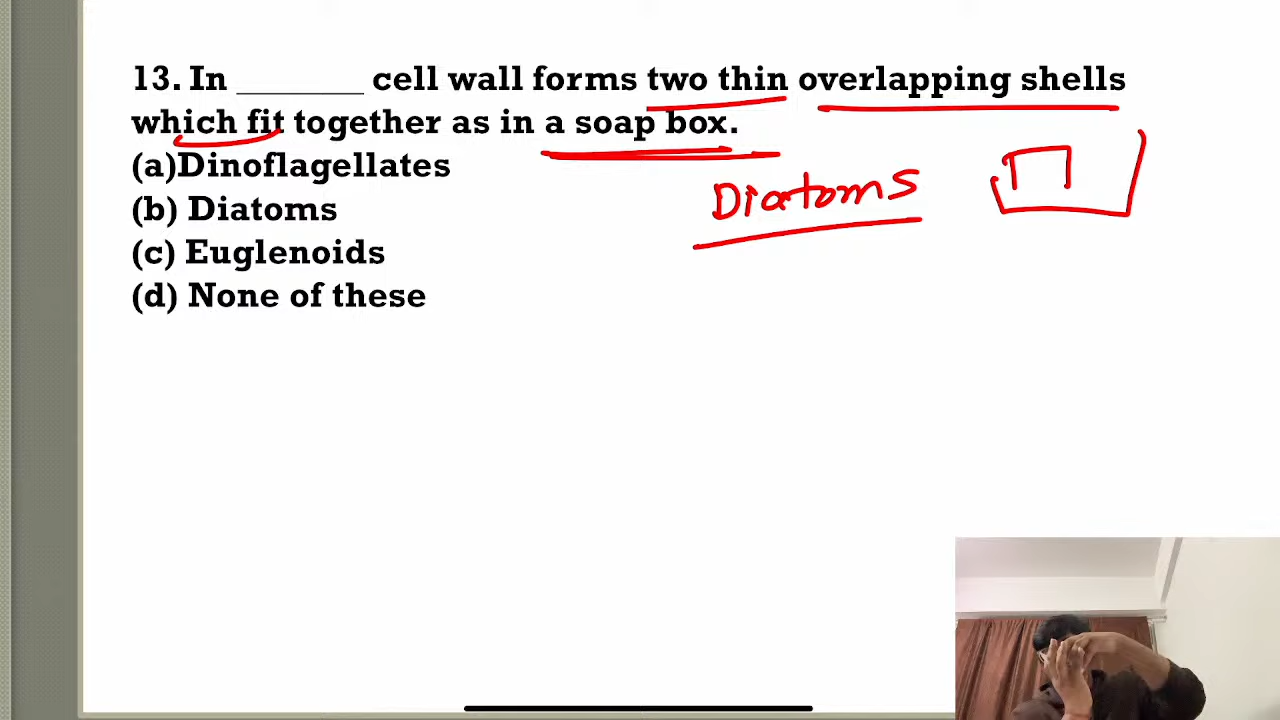 13. In _______ cell wall forms two thin overlapping shells
which fit together as in a soap box.
(a)Dinoflagellates
Diatoms
(b) Diatoms
(c) Euglenoids
(d) None of these